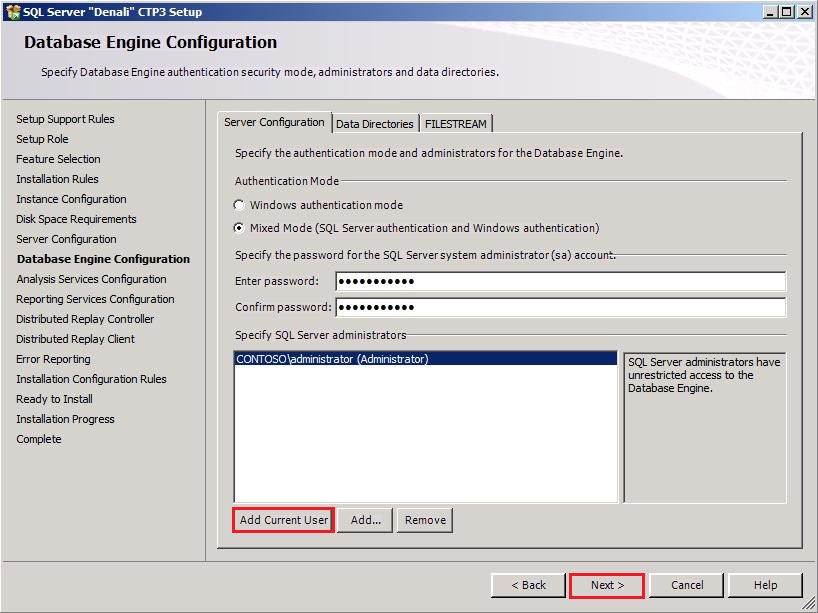 SQL Server "Denali" CTP3 Setup
Database Engine Configuration
Specify Database Engine authentication security mode, administrators and data directories.
Setup Support Rules
Setup Role
Feature Selection
Installation Rules
Instance Configuration
Disk Space Requirements
Server Configuration
Database Engine Configuration
Analysis Services Configuration
Reporting Services Configuration
Distributed Replay Controller
Distributed Replay Client
Error Reporting
Installation Configuration Rules
Ready to Install
Installation Progress
Complete
Server Configuration Data Directories FILESTREAM
Specify the authentication mode and administrators for the Database Engine.
Authentication Mode
Windows authentication mode
Mixed Mode (SQL Server authentication and Windows authentication)
Specify the password for the SQL Server system administrator (sa) account.
Enter password: ●●●●●●●●●●●
Confirm password: ●●●●●●●●●●●
Specify SQL Server administrators
CONTOSO\administrator (Administrator)
SQL Server administrators have
unrestricted access to the
Database Engine.
Add Current User Add... Remove
< Back Next > Cancel Help